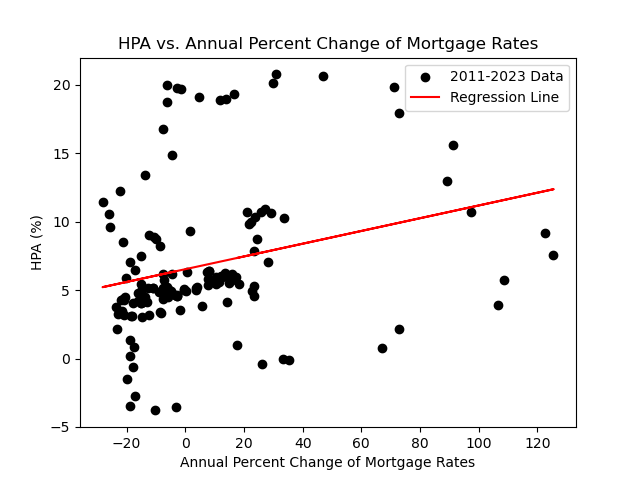 HPA vs. Annual Percent Change of Mortgage Rates
2011-2023 Data
Regression Line
20
15
10
5
0
−5
HPA (%)
−20 0 20 40 60 80 100 120
Annual Percent Change of Mortgage Rates